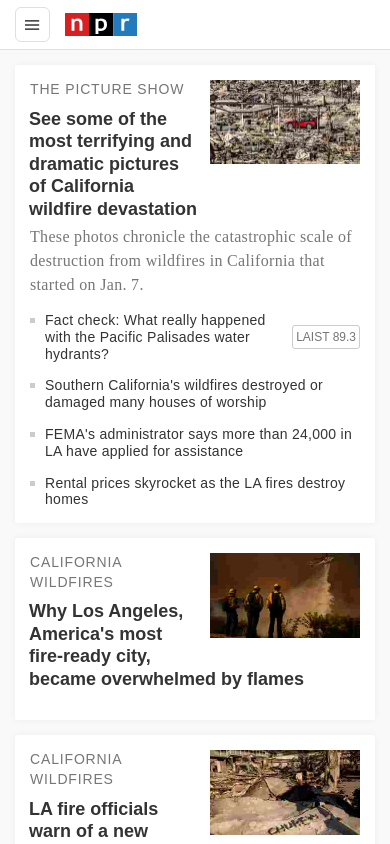 npr
THE PICTURE SHOW
See some of the
most terrifying and
dramatic pictures
of California
wildfire devastation
These photos chronicle the catastrophic scale of
destruction from wildfires in California that
started on Jan. 7.
Fact check: What really happened
with the Pacific Palisades water
hydrants?
LAIST 89.3
Southern California's wildfires destroyed or
damaged many houses of worship
FEMA's administrator says more than 24,000 in
LA have applied for assistance
Rental prices skyrocket as the LA fires destroy
homes
CALIFORNIA
WILDFIRES
Why Los Angeles,
America's most
fire-ready city,
became overwhelmed by flames
CALIFORNIA
WILDFIRES
LA fire officials
warn of a new
CHURCH